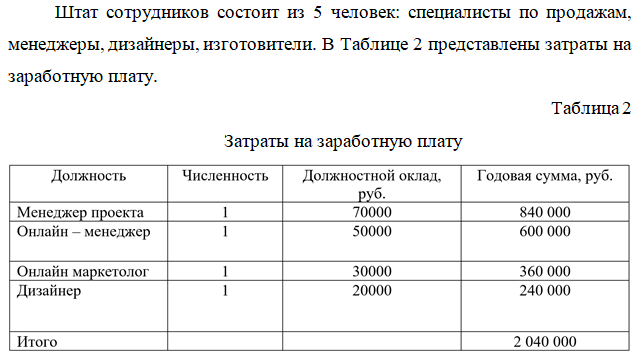 Штат сотрудников состоит из 5 человек: специалисты по продажам,
менеджеры, дизайнеры, изготовители. В Таблице 2 представлены затраты на
заработную плату.
Таблица 2
Затраты на заработную плату
Должность Численность Должностной оклад, руб. Годовая сумма, руб.
Менеджер проекта 1 70000 840 000
Онлайн – менеджер 1 50000 600 000
Онлайн маркетолог 1 30000 360 000
Дизайнер 1 20000 240 000
Итого 2 040 000